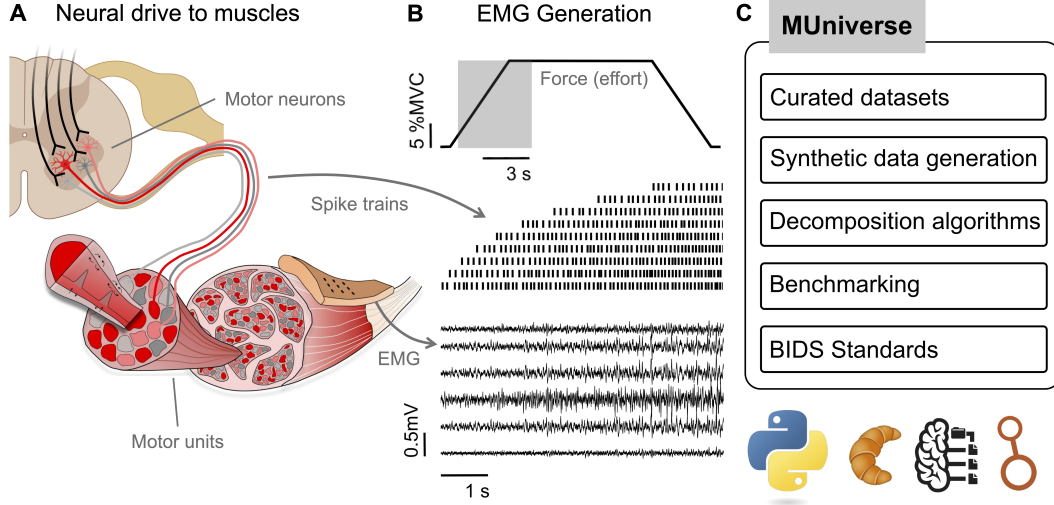 A Neural drive to muscles
Motor neurons
Spike trains
EMG
Motor units
B EMG Generation
Force (effort)
5 %MVC
3 s
0.5mV
1 s
C
MUniverse
Curated datasets
Synthetic data generation
Decomposition algorithms
Benchmarking
BIDS Standards